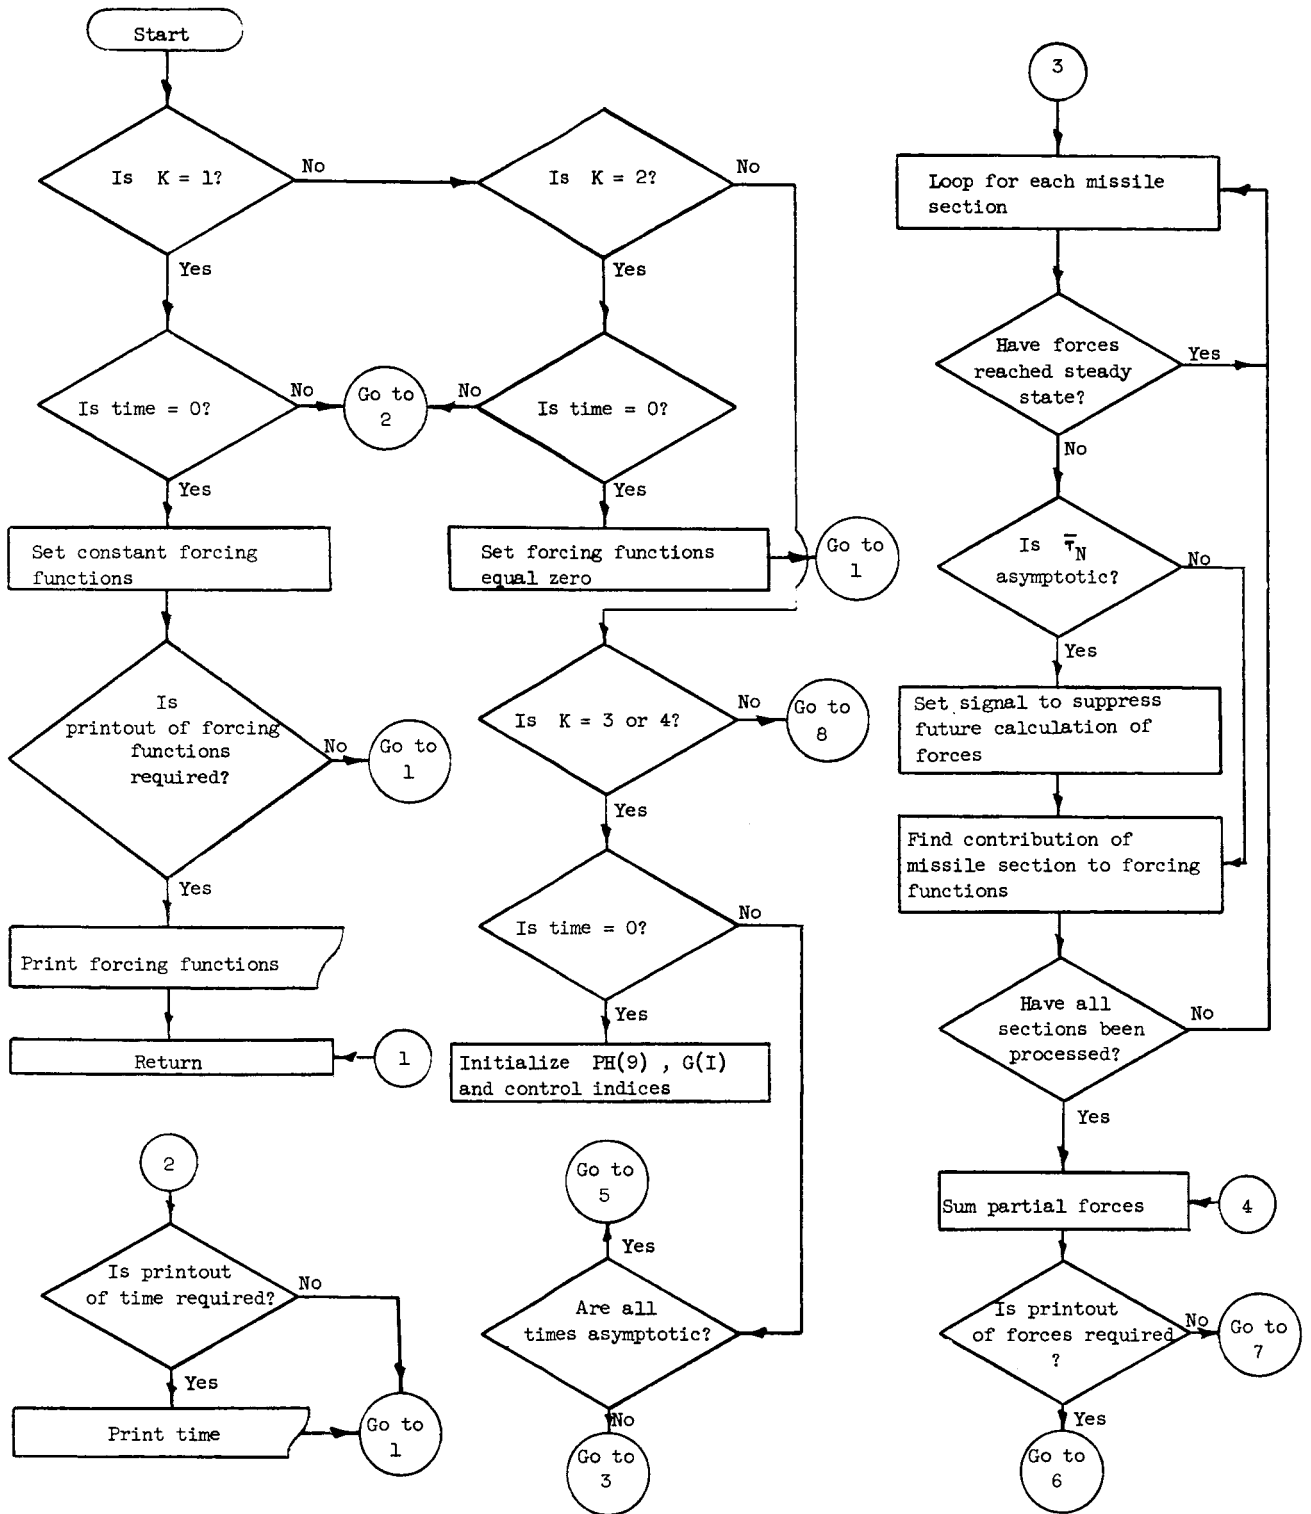 Start
Is K = 1?
No
Yes
Is K = 2?
No
Yes
Is time = 0?
No
Go to
2
No
Is time = 0?
Yes
Yes
Set constant forcing
functions
Set forcing functions
equal zero
Go to
1
Is
printout of forcing
functions
required?
No
Go to
1
Yes
Print forcing functions
Return
1
Is K = 3 or 4?
No
Go to
8
Yes
Is time = 0?
No
Yes
Initialize PH(9) , G(I)
and control indices
2
Is printout
of time required?
No
Yes
Print time
Go to
1
Go to
5
Yes
Are all
times asymptotic?
No
Go to
3
3
Loop for each missile
section
Have forces
reached steady
state?
Yes
No
Is τ̄N
asymptotic?
No
Yes
Set signal to suppress
future calculation of
forces
Find contribution of
missile section to forcing
functions
Have all
sections been
processed?
No
Yes
Sum partial forces
4
Is printout
of forces required
?
No
Go to
7
Yes
Go to
6